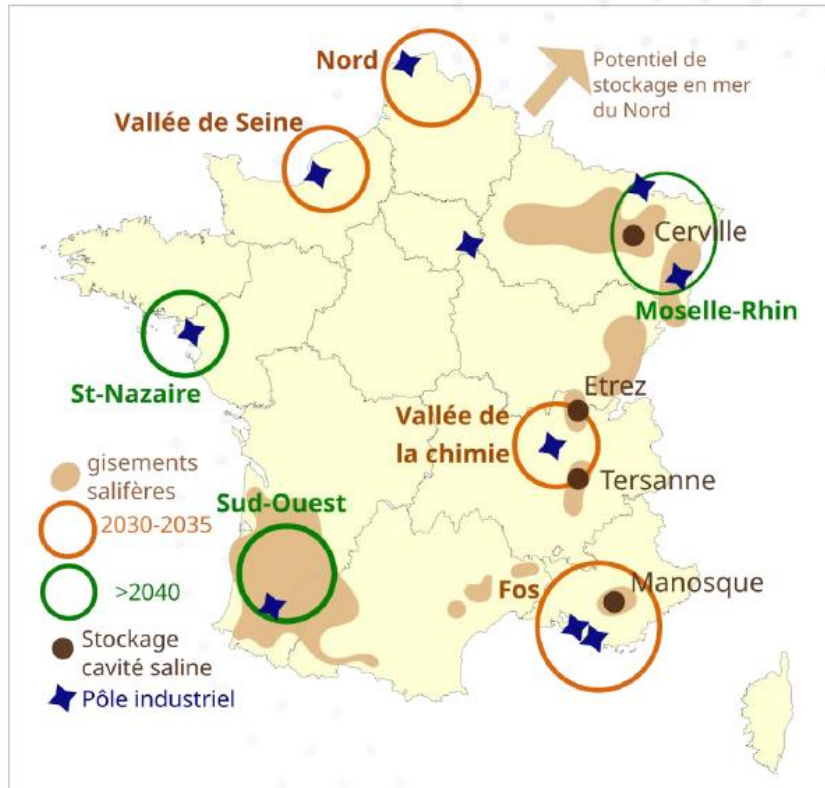 Nord
Potentiel de
stockage en mer
du Nord
Vallée de Seine
Cerville
Moselle-Rhin
St-Nazaire
Etrez
Vallée de
la chimie
Tersanne
gisements
salifères
2030-2035
Sud-Ouest
>2040
Fos
Manosque
Stockage
cavité saline
Pôle industriel